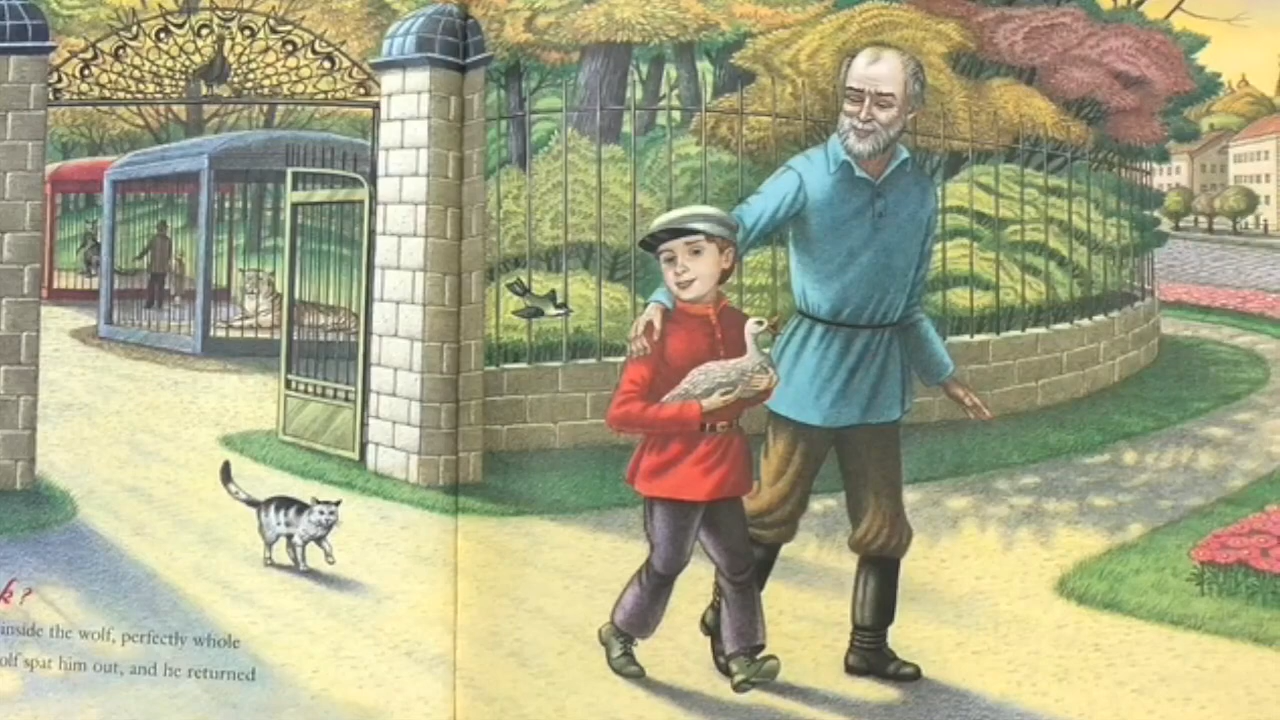 k?
inside the wolf, perfectly whole
olf spat him out, and he returned